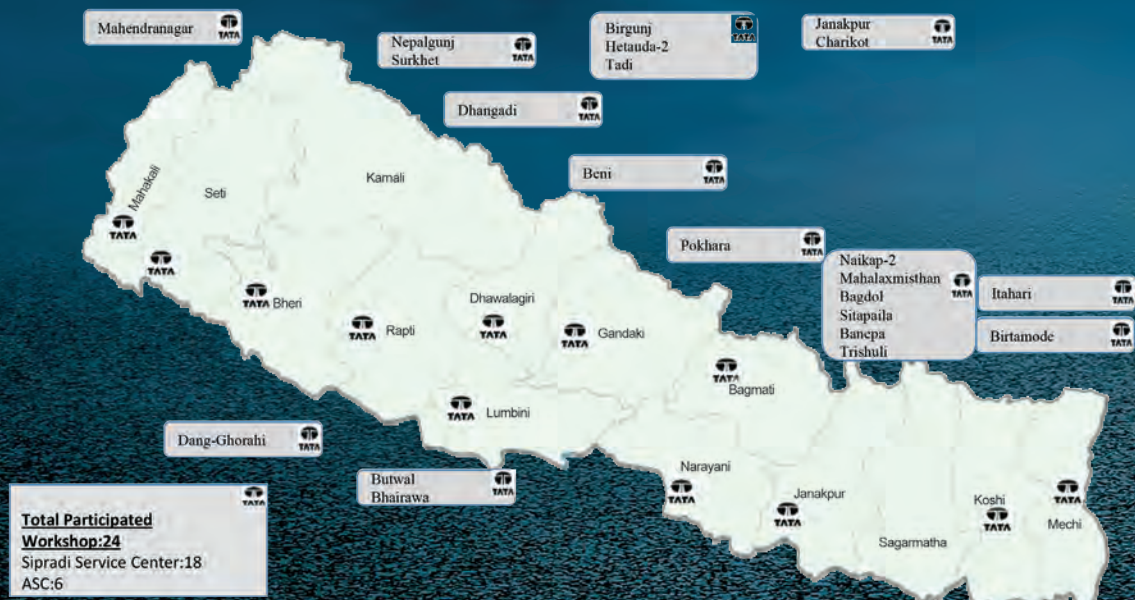 Mahendranagar
TATA
Nepalgunj
Surkhet
TATA
Birgunj
Hetauda-2
Tadi
TATA
Janakpur
Charikot
TATA
Dhangadi
TATA
Beni
TATA
Pokhara
TATA
Naikap-2
Mahalaxmisthan
Bagdol
Sitapaila
Banepa
Trishuli
TATA
Itahari
TATA
Birtamode
TATA
Mahakali
TATA
Seti
TATA
Karnali
TATA Bheri
TATA
Rapti
Dhawalagiri
TATA
TATA
Gandaki
TATA
Bagmati
TATA
Lumbini
Narayani
TATA
Janakpur
TATA
Sagarmatha
Koshi
TATA
TATA
Mechi
Dang-Ghorahi
TATA
Butwal
Bhairawa
TATA
TATA
Total Participated
Workshop:24
Sipradi Service Center:18
ASC:6